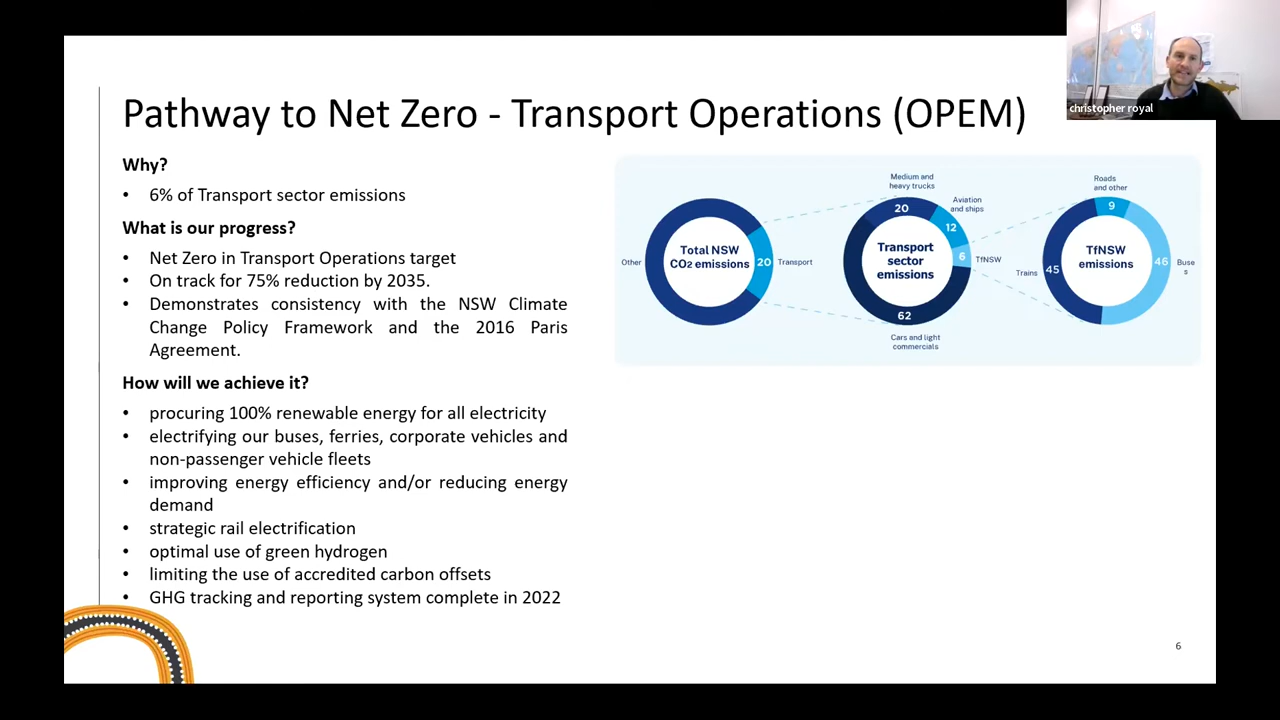 christopher royal
Pathway to Net Zero - Transport Operations (OPEM)
Why?
• 6% of Transport sector emissions
What is our progress?
• Net Zero in Transport Operations target
• On track for 75% reduction by 2035.
• Demonstrates consistency with the NSW Climate
Change Policy Framework and the 2016 Paris
Agreement.
How will we achieve it?
• procuring 100% renewable energy for all electricity
• electrifying our buses, ferries, corporate vehicles and
non-passenger vehicle fleets
• improving energy efficiency and/or reducing energy
demand
• strategic rail electrification
• optimal use of green hydrogen
• limiting the use of accredited carbon offsets
• GHG tracking and reporting system complete in 2022
Other
Total NSW
CO2 emissions
20
Transport
Medium and
heavy trucks
20
Aviation
and ships
12
Transport
sector
emissions
6
TfNSW
62
Cars and light
commercials
Roads
and other
9
TfNSW
emissions
Trains
45
46
Buse
s
6